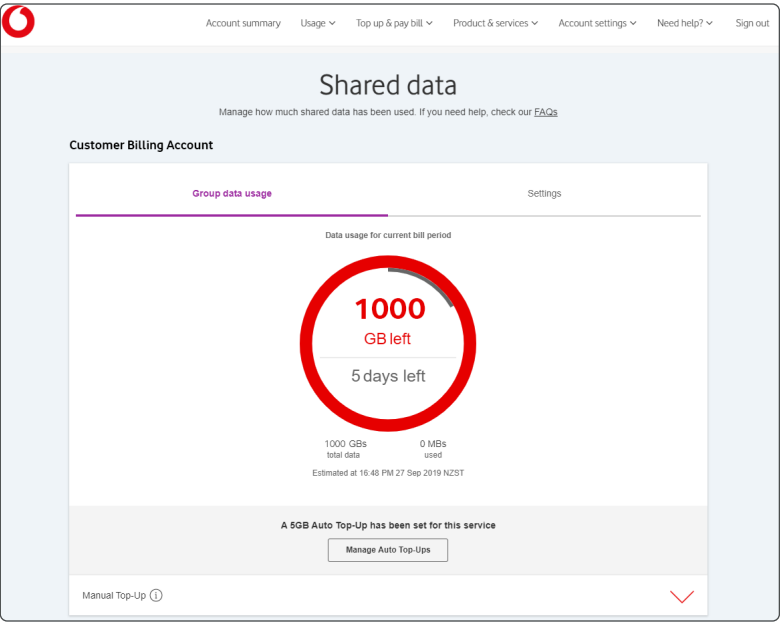 Account summary Usage Top up & pay bill Product & services Account settings Need help? Sign out
Shared data
Manage how much shared data has been used. If you need help, check our FAQs
Customer Billing Account
Group data usage Settings
Data usage for current bill period
1000
GB left
5 days left
1000 GBs 0 MBs
total data used
Estimated at 16:48 PM 27 Sep 2019 NZST
A 5GB Auto Top-Up has been set for this service
Manage Auto Top-Ups
Manual Top-Up i